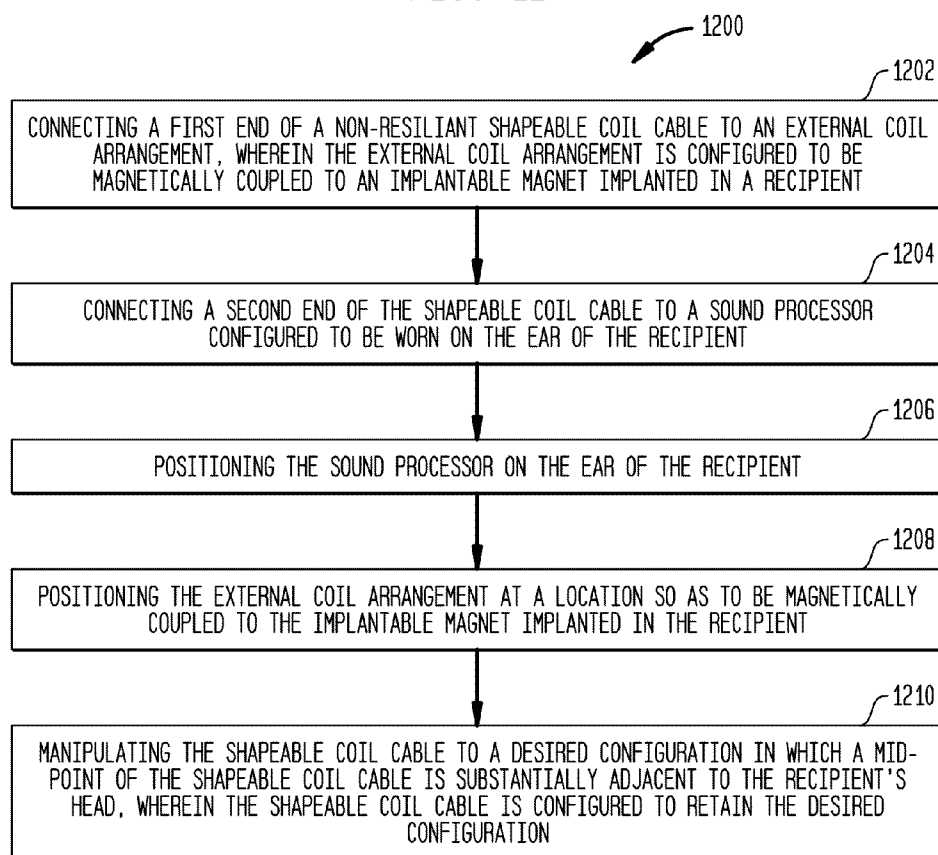 1200
1202
CONNECTING A FIRST END OF A NON-RESILIANT SHAPEABLE COIL CABLE TO AN EXTERNAL COIL
ARRANGEMENT, WHEREIN THE EXTERNAL COIL ARRANGEMENT IS CONFIGURED TO BE
MAGNETICALLY COUPLED TO AN IMPLANTABLE MAGNET IMPLANTED IN A RECIPIENT
1204
CONNECTING A SECOND END OF THE SHAPEABLE COIL CABLE TO A SOUND PROCESSOR
CONFIGURED TO BE WORN ON THE EAR OF THE RECIPIENT
1206
POSITIONING THE SOUND PROCESSOR ON THE EAR OF THE RECIPIENT
1208
POSITIONING THE EXTERNAL COIL ARRANGEMENT AT A LOCATION SO AS TO BE MAGNETICALLY
COUPLED TO THE IMPLANTABLE MAGNET IMPLANTED IN THE RECIPIENT
1210
MANIPULATING THE SHAPEABLE COIL CABLE TO A DESIRED CONFIGURATION IN WHICH A MID-
POINT OF THE SHAPEABLE COIL CABLE IS SUBSTANTIALLY ADJACENT TO THE RECIPIENT'S
HEAD, WHEREIN THE SHAPEABLE COIL CABLE IS CONFIGURED TO RETAIN THE DESIRED
CONFIGURATION